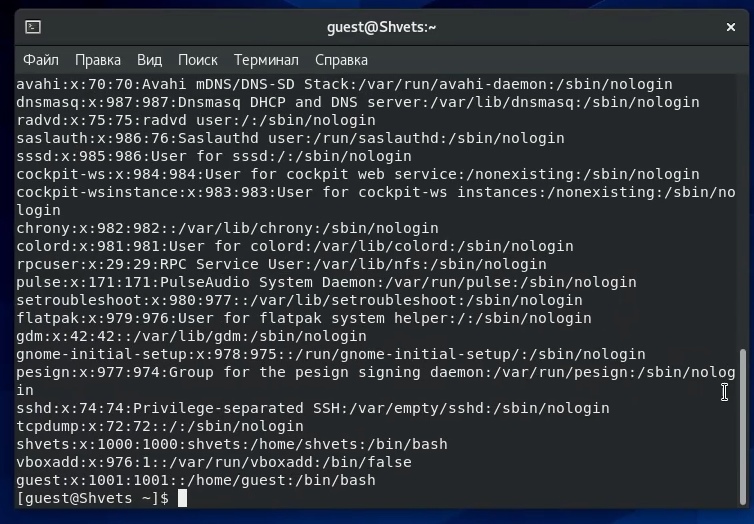 guest@Shvets:~
Файл Правка Вид Поиск Терминал Справка
avahi:x:70:70:Avahi mDNS/DNS-SD Stack:/var/run/avahi-daemon:/sbin/nologin
dnsmasq:x:987:987:Dnsmasq DHCP and DNS server:/var/lib/dnsmasq:/sbin/nologin
radvd:x:75:75:radvd user:/:/sbin/nologin
saslauth:x:986:76:Saslauthd user:/run/saslauthd:/sbin/nologin
sssd:x:985:986:User for sssd:/:/sbin/nologin
cockpit-ws:x:984:984:User for cockpit web service:/nonexisting:/sbin/nologin
cockpit-wsinstance:x:983:983:User for cockpit-ws instances:/nonexisting:/sbin/no
login
chrony:x:982:982::/var/lib/chrony:/sbin/nologin
colord:x:981:981:User for colord:/var/lib/colord:/sbin/nologin
rpcuser:x:29:29:RPC Service User:/var/lib/nfs:/sbin/nologin
pulse:x:171:171:PulseAudio System Daemon:/var/run/pulse:/sbin/nologin
setroubleshoot:x:980:977::/var/lib/setroubleshoot:/sbin/nologin
flatpak:x:979:976:User for flatpak system helper:/:/sbin/nologin
gdm:x:42:42::/var/lib/gdm:/sbin/nologin
gnome-initial-setup:x:978:975::/run/gnome-initial-setup/:/sbin/nologin
pesign:x:977:974:Group for the pesign signing daemon:/var/run/pesign:/sbin/nolog
in
sshd:x:74:74:Privilege-separated SSH:/var/empty/sshd:/sbin/nologin
tcpdump:x:72:72::/:/sbin/nologin
shvets:x:1000:1000:shvets:/home/shvets:/bin/bash
vboxadd:x:976:1::/var/run/vboxadd:/bin/false
guest:x:1001:1001::/home/guest:/bin/bash
[guest@Shvets ~]$